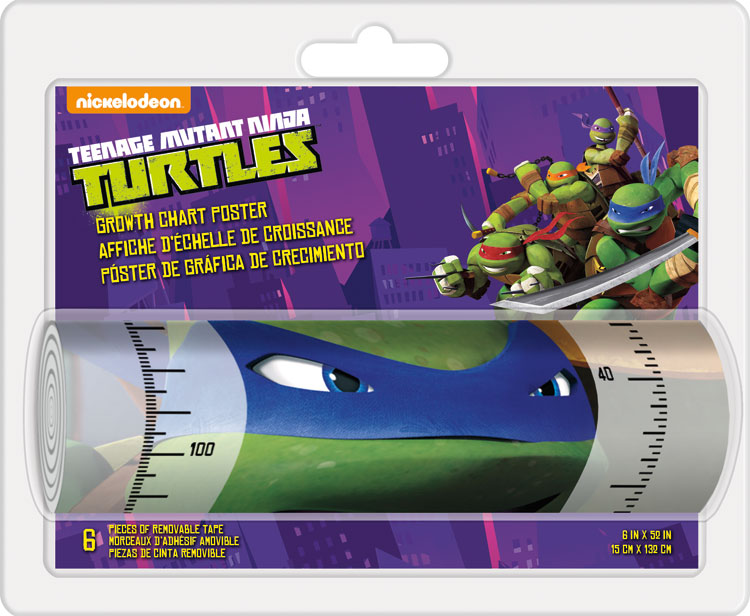 nickelodeon
TEENAGE MUTANT NINJA
TURTLES
GROWTH CHART POSTER
AFFICHE D'ÉCHELLE DE CROISSANCE
PÓSTER DE GRÁFICA DE CRECIMIENTO
40
100
6 PIECES OF REMOVABLE TAPE
MORCEAUX D'ADHÉSIF AMOVIBLE
PIEZAS DE CINTA REMOVIBLE
6 IN X 52 IN
15 CM X 132 CM